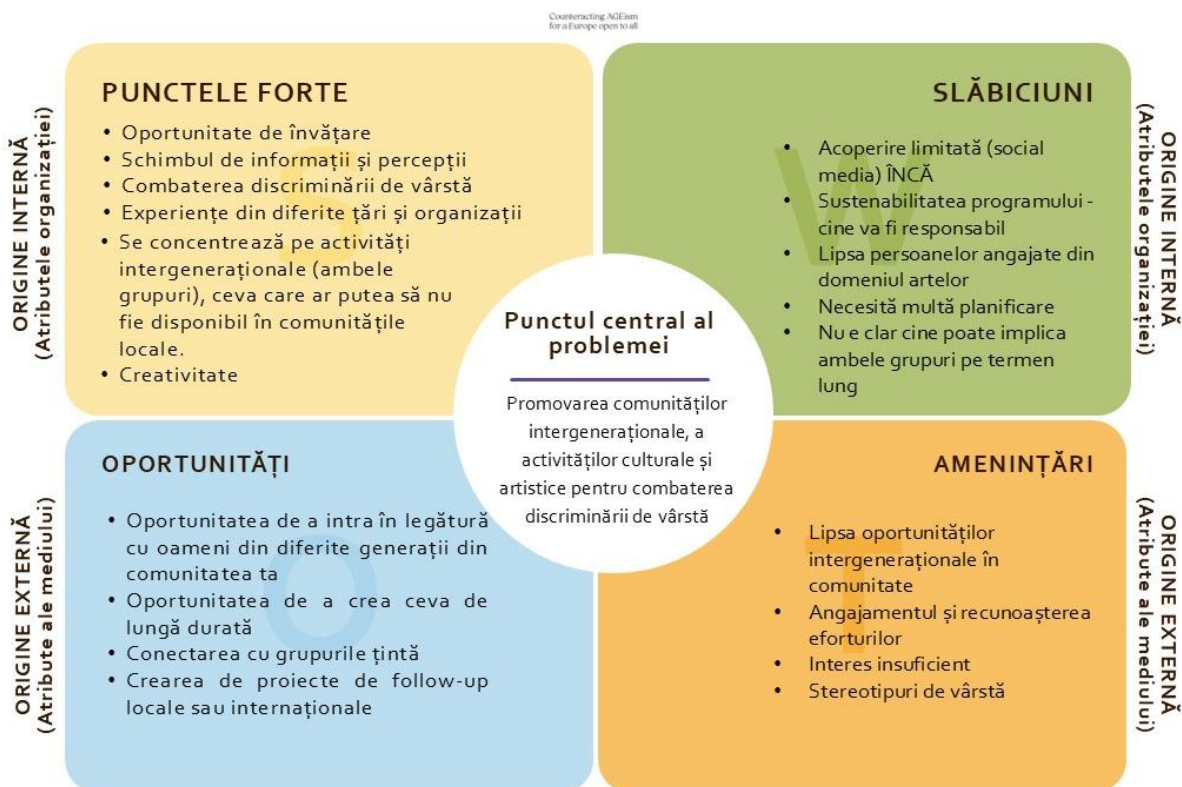 Counteracting AGEism
for a Europe open to all
ORIGINE INTERNĂ
(Atributele organizației)
PUNCTELE FORTE
• Oportunitate de învățare
• Schimbul de informații și percepții
• Combaterea discriminării de vârstă
• Experiențe din diferite țări și organizații
• Se concentrează pe activități
intergeneraționale (ambele
grupuri), ceva care ar putea să nu
fie disponibil în comunitățile
locale.
• Creativitate
S
SLĂBICIUNI
• Acoperire limitată (social
media) ÎNCĂ
• Sustenabilitatea programului -
cine va fi responsabil
• Lipsa persoanelor angajate din
domeniul artelor
• Necesită multă planificare
• Nu e clar cine poate implica
ambele grupuri pe termen
lung
W
ORIGINE INTERNĂ
(Atributele organizației)
Punctul central al
problemei
Promovarea comunităților
intergeneraționale, a
activităților culturale și
artistice pentru combaterea
discriminării de vârstă
ORIGINE EXTERNĂ
(Atribute ale mediului)
OPORTUNITĂȚI
• Oportunitatea de a intra în legătură
cu oameni din diferite generații din
comunitatea ta
• Oportunitatea de a crea ceva de
lungă durată
• Conectarea cu grupurile țintă
• Crearea de proiecte de follow-up
locale sau internaționale
O
AMENINȚĂRI
• Lipsa oportunităților
intergeneraționale în
comunitate
• Angajamentul și recunoașterea
eforturilor
• Interes insuficient
• Stereotipuri de vârstă
T
ORIGINE EXTERNĂ
(Atribute ale mediului)